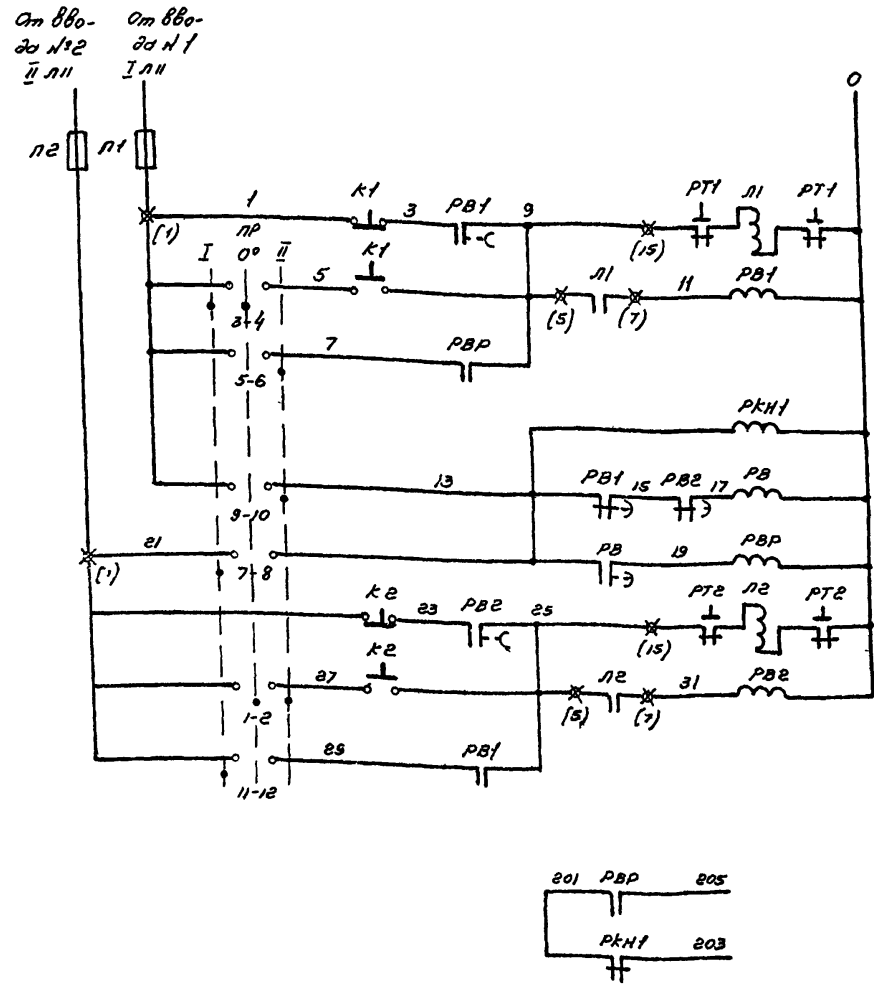 От вво-
да №2
II ЛП
От вво-
да №1
I ЛП
0
П2
П1
1
К1
3
РВ1
9
РТ1
Л1
РТ1
(1)
(15)
I
ПР
0°
II
5
К1
Л1
11
РВ1
(5)
(7)
3-4
7
РВР
5-6
РКН1
13
РВ1
15
РВ2
17
РВ
9-10
21
РВ
19
РВР
(1)
7-8
К2
23
РВ2
25
РТ2
Л2
РТ2
(15)
27
К2
Л2
31
РВ2
(5)
(7)
1-2
29
РВ1
11-12
201
РВР
205
РКН1
203